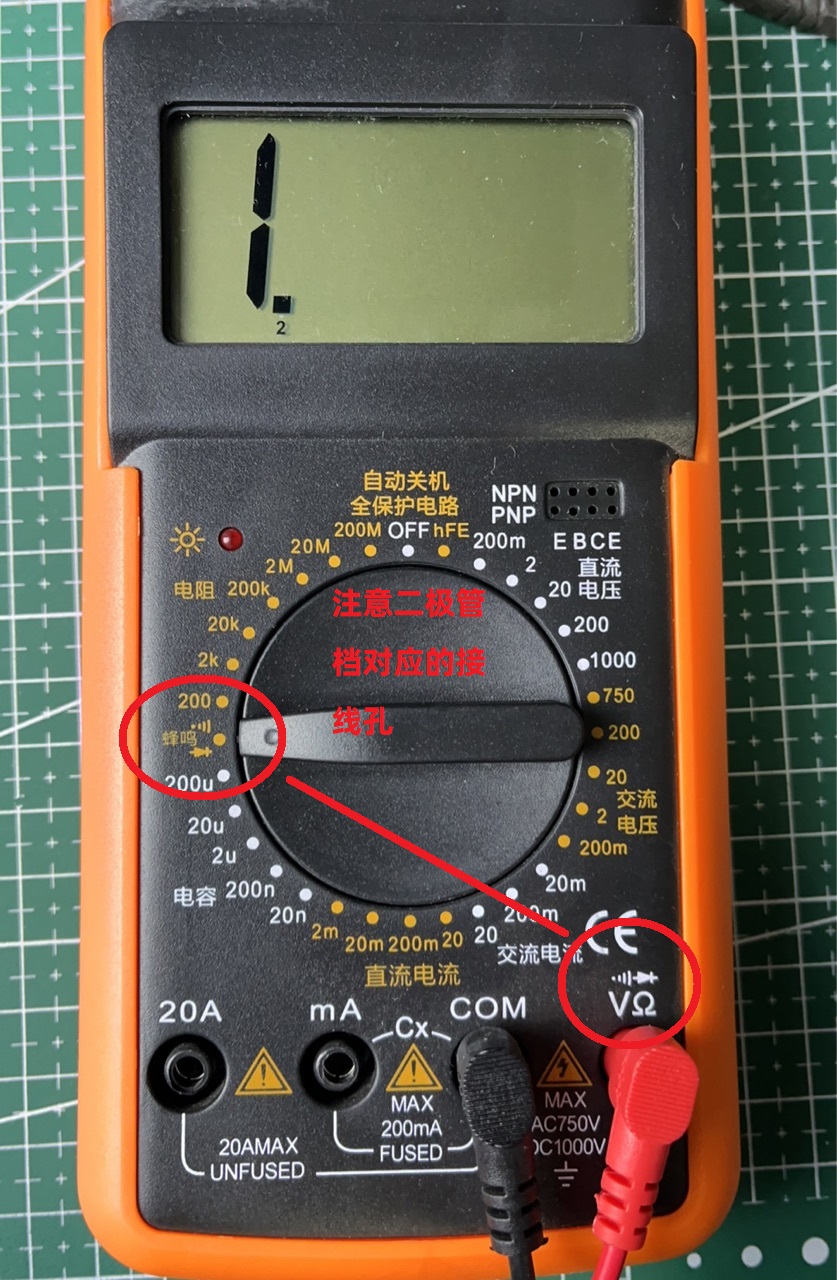 1.
2
自动关机
全保护电路
NPN
PNP
E B C E
200M
OFF
hFE
200m
2
20
直流
电压
200
1000
750
200
20
交流
电压
2
200m
20m
200m
20
交流电流
20
200m
20m
2m
直流电流
20n
200n
电容
2u
20u
200u
蜂鸣
200
2k
20k
200k
电阻
2M
20M
注意二极管
档对应的接
线孔
CE
20A
mA
COM
VΩ
Cx
MAX
200mA
FUSED
20AMAX
UNFUSED
MAX
AC750V
DC1000V